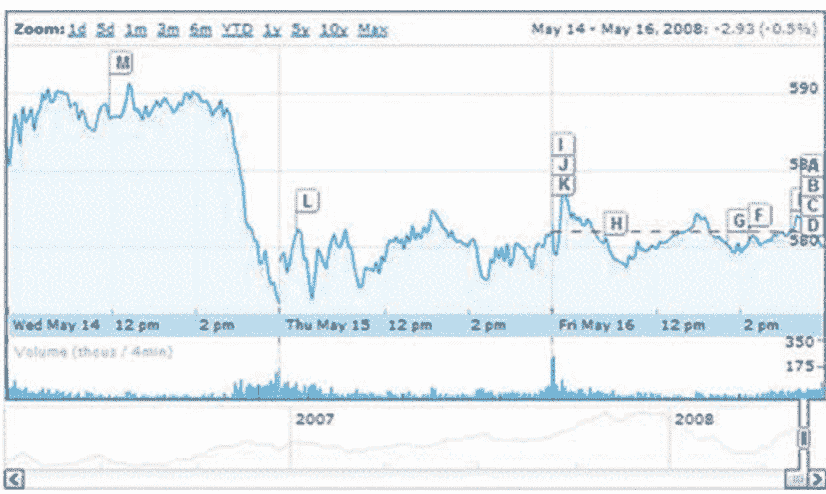 Zoom: 1d 5d 1m 3m 6m YTD 1y 5y 10y Max
May 14 - May 16, 2008: -2.93 (-0.5%)
M
590
I
J
K
58
A
B
C
D
L
H
G
F
580
Wed May 14 12 pm 2 pm Thu May 15 12 pm 2 pm Fri May 16 12 pm 2 pm
Volume (thous / 4min)
350
175
2007
2008